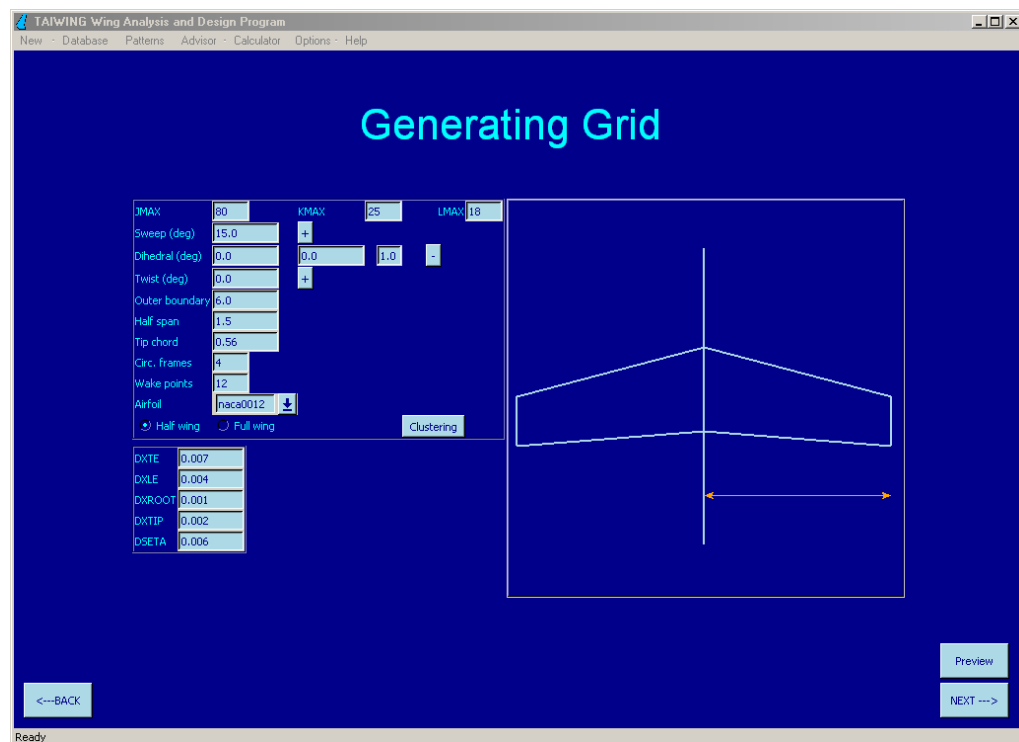 TAIWING Wing Analysis and Design Program
New - Database Patterns Advisor - Calculator Options - Help
Generating Grid
JMAX 80 KMAX 25 LMAX 18
Sweep (deg) 15.0 +
Dihedral (deg) 0.0 0.0 1.0 -
Twist (deg) 0.0 +
Outer boundary 6.0
Half span 1.5
Tip chord 0.56
Circ. frames 4
Wake points 12
Airfoil naca0012
Half wing Full wing Clustering
DXTE 0.007
DXLE 0.004
DXROOT 0.001
DXTIP 0.002
DSETA 0.006
Preview
<---BACK NEXT --->
Ready